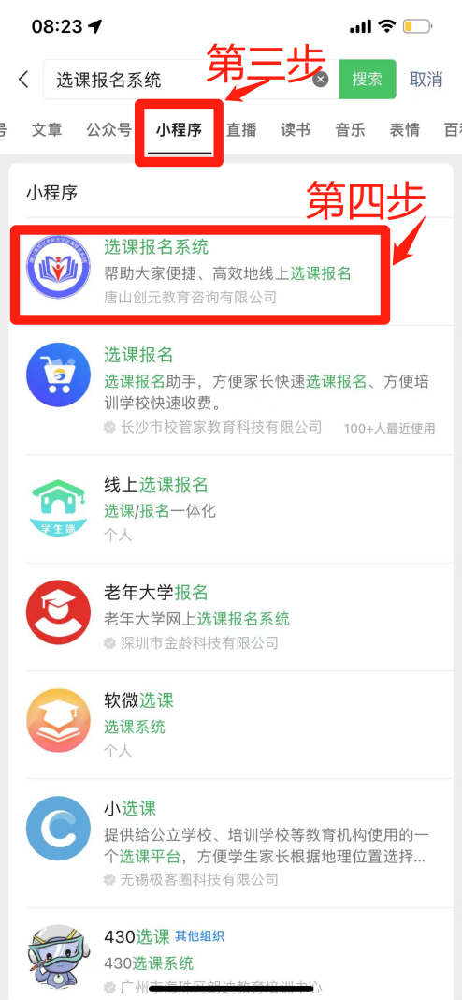 08:23
第三步
选课报名系统
搜索
取消
号 文章 公众号 小程序 直播 读书 音乐 表情 百科
小程序
第四步
选课报名系统
帮助大家便捷、高效地线上选课报名
唐山创元教育咨询有限公司
选课报名
选课报名助手，方便家长快速选课报名、方便培
训学校快速收费。
长沙市校管家教育科技有限公司 100+人最近使用
线上选课报名
选课/报名一体化
个人
学生端
老年大学报名
老年大学网上选课报名系统
深圳市金龄科技有限公司
软微选课
选课系统
个人
小选课
提供给公立学校、培训学校等教育机构使用的一
个选课平台，方便学生家长根据地理位置选择...
无锡极客圈科技有限公司
430选课 其他组织
430选课系统
广州市海珠区朗迪教育培训中心